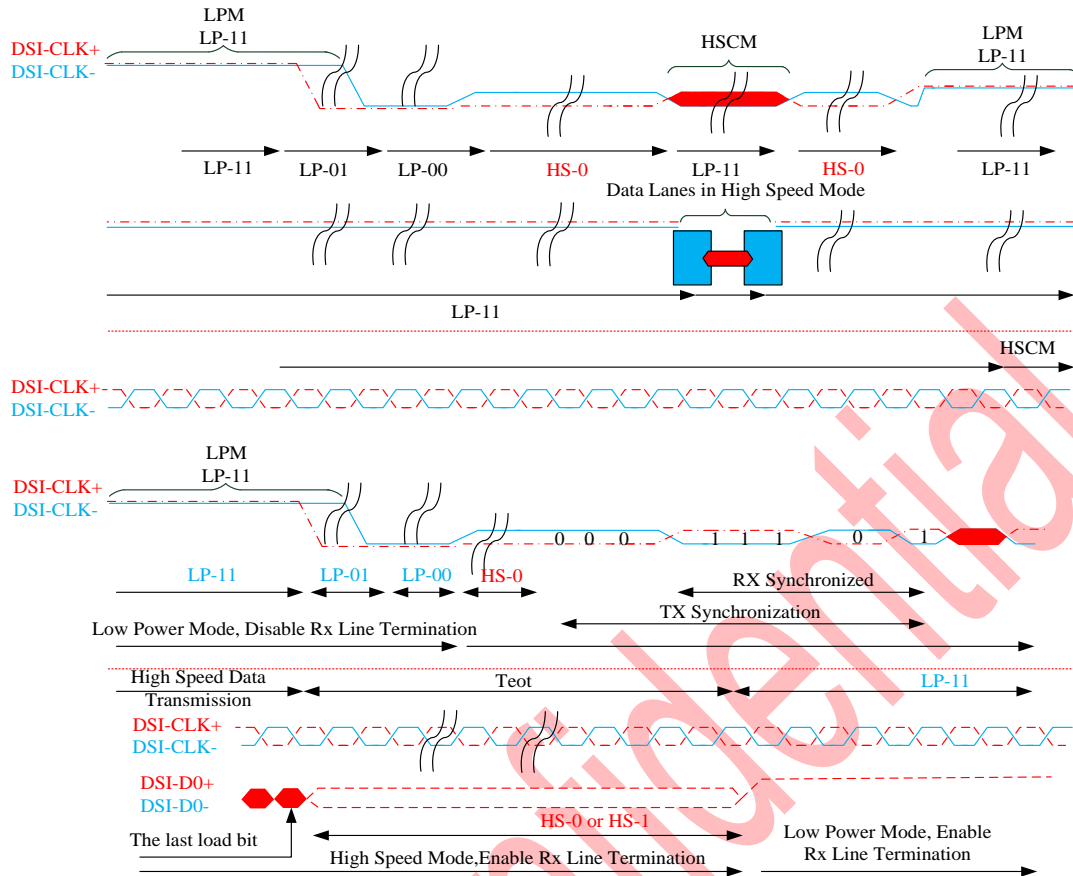 LPM
LP-11
HSCM
LPM
LP-11
DSI-CLK+
DSI-CLK-
LP-11
LP-01
LP-00
HS-0
LP-11
HS-0
LP-11
Data Lanes in High Speed Mode
LP-11
HSCM
DSI-CLK+
DSI-CLK-
LPM
LP-11
DSI-CLK+
DSI-CLK-
0 0 0 1 1 1 0 1
LP-11
LP-01
LP-00
HS-0
RX Synchronized
TX Synchronization
Low Power Mode, Disable Rx Line Termination
High Speed Data
Transmission
Teot
LP-11
DSI-CLK+
DSI-CLK-
DSI-D0+
DSI-D0-
The last load bit
HS-0 or HS-1
High Speed Mode,Enable Rx Line Termination
Low Power Mode, Enable
Rx Line Termination
nfidential